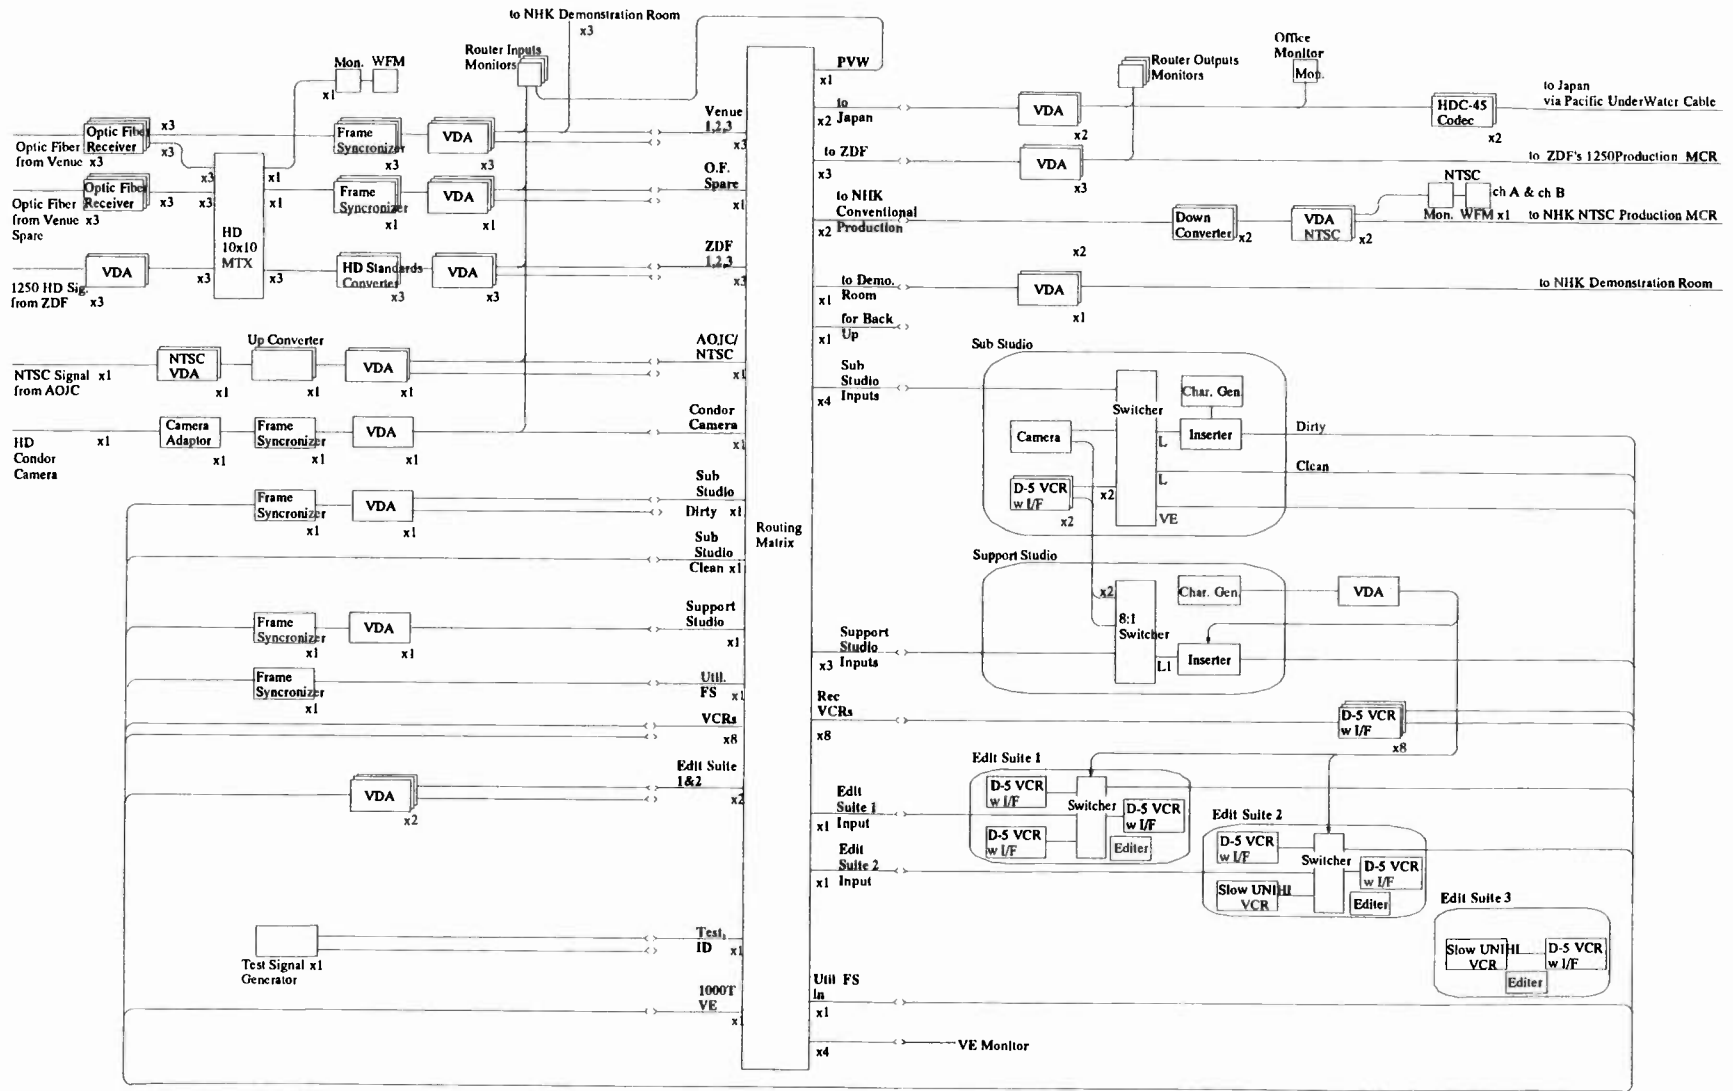 to NHK Demonstration Room
x3
Router Inputs
Monitors
Mon. WFM
x1
Optic Fiber
Receiver
x3
x3
Optic Fiber
from Venue x3
Frame
Syncronizer
x3
VDA
x3
Venue
1,2,3
x3
x3
x1
Optic Fiber
Receiver
x3
x3
Optic Fiber
from Venue x3
Spare
x1
Frame
Syncronizer
x1
VDA
x1
O.F.
Spare
x1
HD
10x10
MTX
VDA
x3
1250 HD Sig.
from ZDF
x3
x3
HD Standards
Converter
x3
VDA
x3
ZDF
1,2,3
x3
NTSC Signal x1
from AOJC
NTSC
VDA
x1
Up Converter
x1
VDA
x1
AOJC/
NTSC
x1
HD
Condor
Camera
x1
Camera
Adaptor
x1
Frame
Syncronizer
x1
VDA
x1
Condor
Camera
x1
Frame
Syncronizer
x1
VDA
x1
Sub
Studio
Dirty x1
Sub
Studio
Clean x1
Frame
Syncronizer
x1
VDA
x1
Support
Studio
x1
Frame
Syncronizer
x1
Util.
FS x1
VCRs
x8
VDA
x2
Edit Suite
1&2
x2
Test Signal x1
Generator
Test,
ID x1
1000T
VE
x1
Routing
Matrix
PVW
x1
to
x2 Japan
VDA
x2
Router Outputs
Monitors
Office
Monitor
Mon.
HDC-45
Codec
x2
to Japan
via Pacific UnderWater Cable
to ZDF
x3
VDA
x3
to ZDF's 1250Production MCR
to NHK
Conventional
x2 Production
x2
Down
Converter
x2
VDA
NTSC
x2
NTSC
ch A & ch B
Mon. WFM x1
to NHK NTSC Production MCR
to Demo.
x1 Room
VDA
x1
to NHK Demonstration Room
for Back
x1 Up
Sub
Studio
x4 Inputs
Sub Studio
Switcher
Char. Gen.
Camera
L
Inserter
Dirty
D-5 VCR
w I/F
x2
x2
L
Clean
VE
Support Studio
x2
8:1
Switcher
Char. Gen.
VDA
L1
Inserter
Support
Studio
x3 Inputs
Rec
VCRs
x8
D-5 VCR
w I/F
x8
Edit Suite 1
D-5 VCR
w I/F
Switcher
D-5 VCR
w I/F
D-5 VCR
w I/F
Editer
Edit
Suite 1
x1 Input
Edit
Suite 2
x1 Input
Edit Suite 2
D-5 VCR
w I/F
Switcher
D-5 VCR
w I/F
Slow UNIHI
VCR
Editer
Edit Suite 3
Slow UNIHI
VCR
D-5 VCR
w I/F
Editer
Util FS
In
x1
x4
VE Monitor